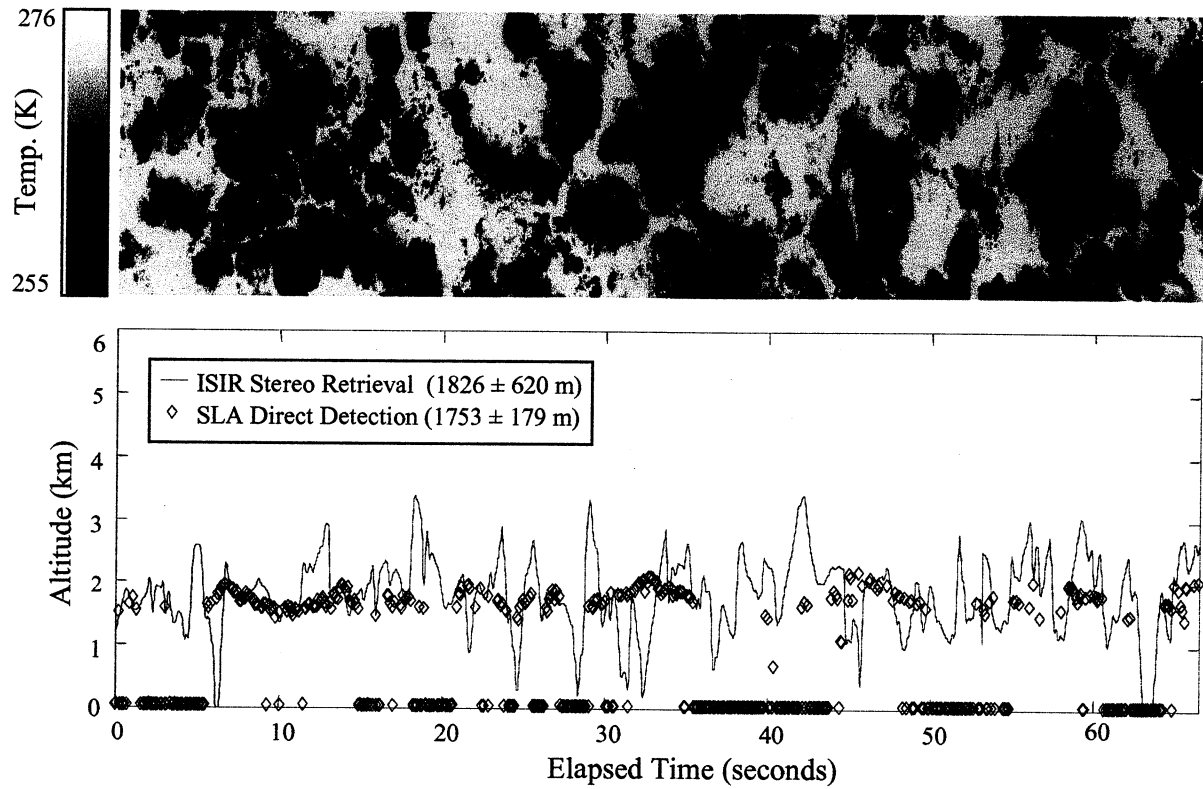 276
Temp. (K)
255
6
5
4
3
2
1
0
Altitude (km)
ISIR Stereo Retrieval (1826 ± 620 m)
SLA Direct Detection (1753 ± 179 m)
0 10 20 30 40 50 60
Elapsed Time (seconds)